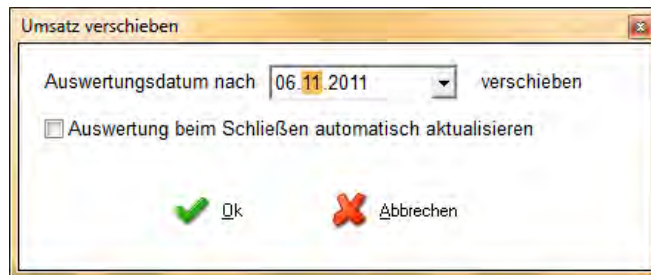 Umsatz verschieben
Auswertungsdatum nach 06.11.2011 verschieben
Auswertung beim Schließen automatisch aktualisieren
Ok Abbrechen